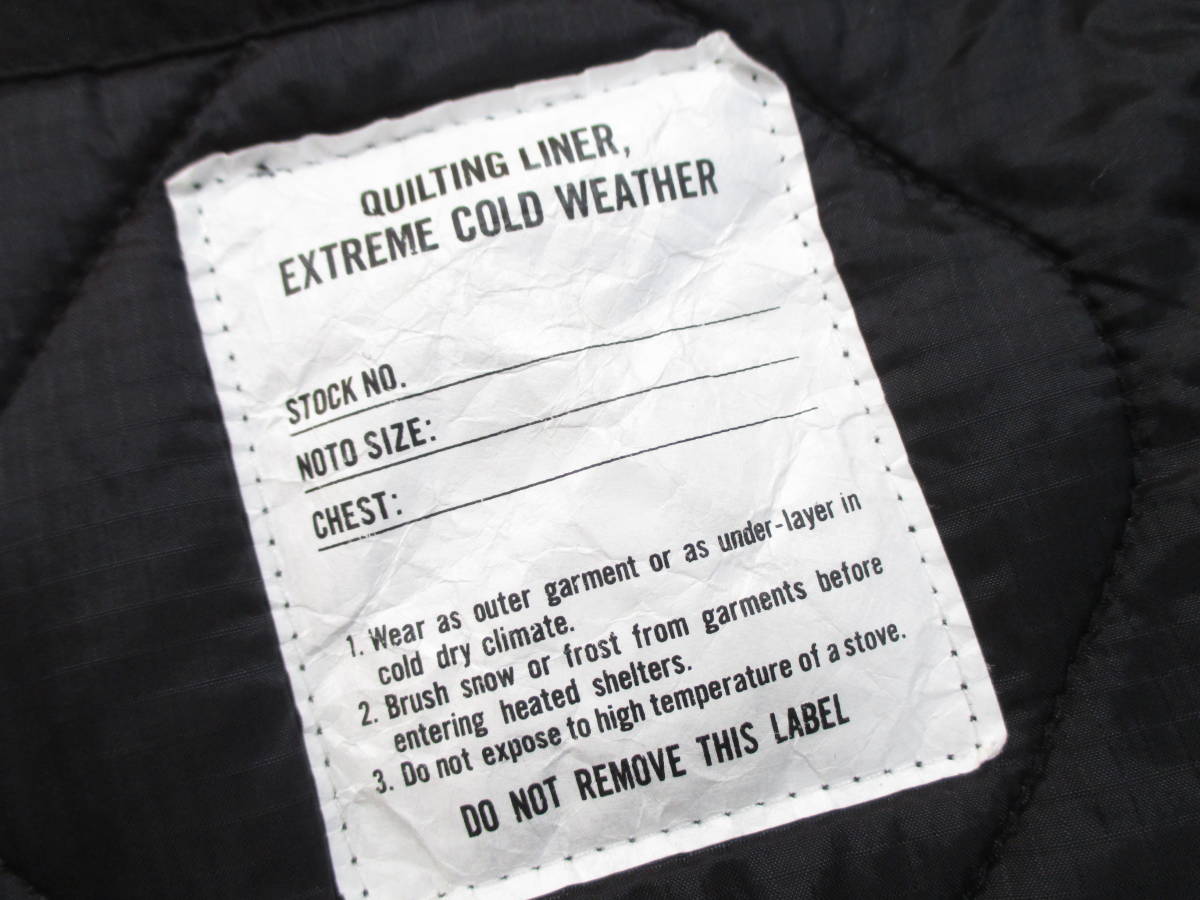 QUILTING LINER,
EXTREME COLD WEATHER
STOCK NO.
NOTO SIZE:
CHEST:
1. Wear as outer garment or as under-layer in
cold dry climate.
2. Brush snow or frost from garments before
entering heated shelters.
3. Do not expose to high temperature of a stove.
DO NOT REMOVE THIS LABEL